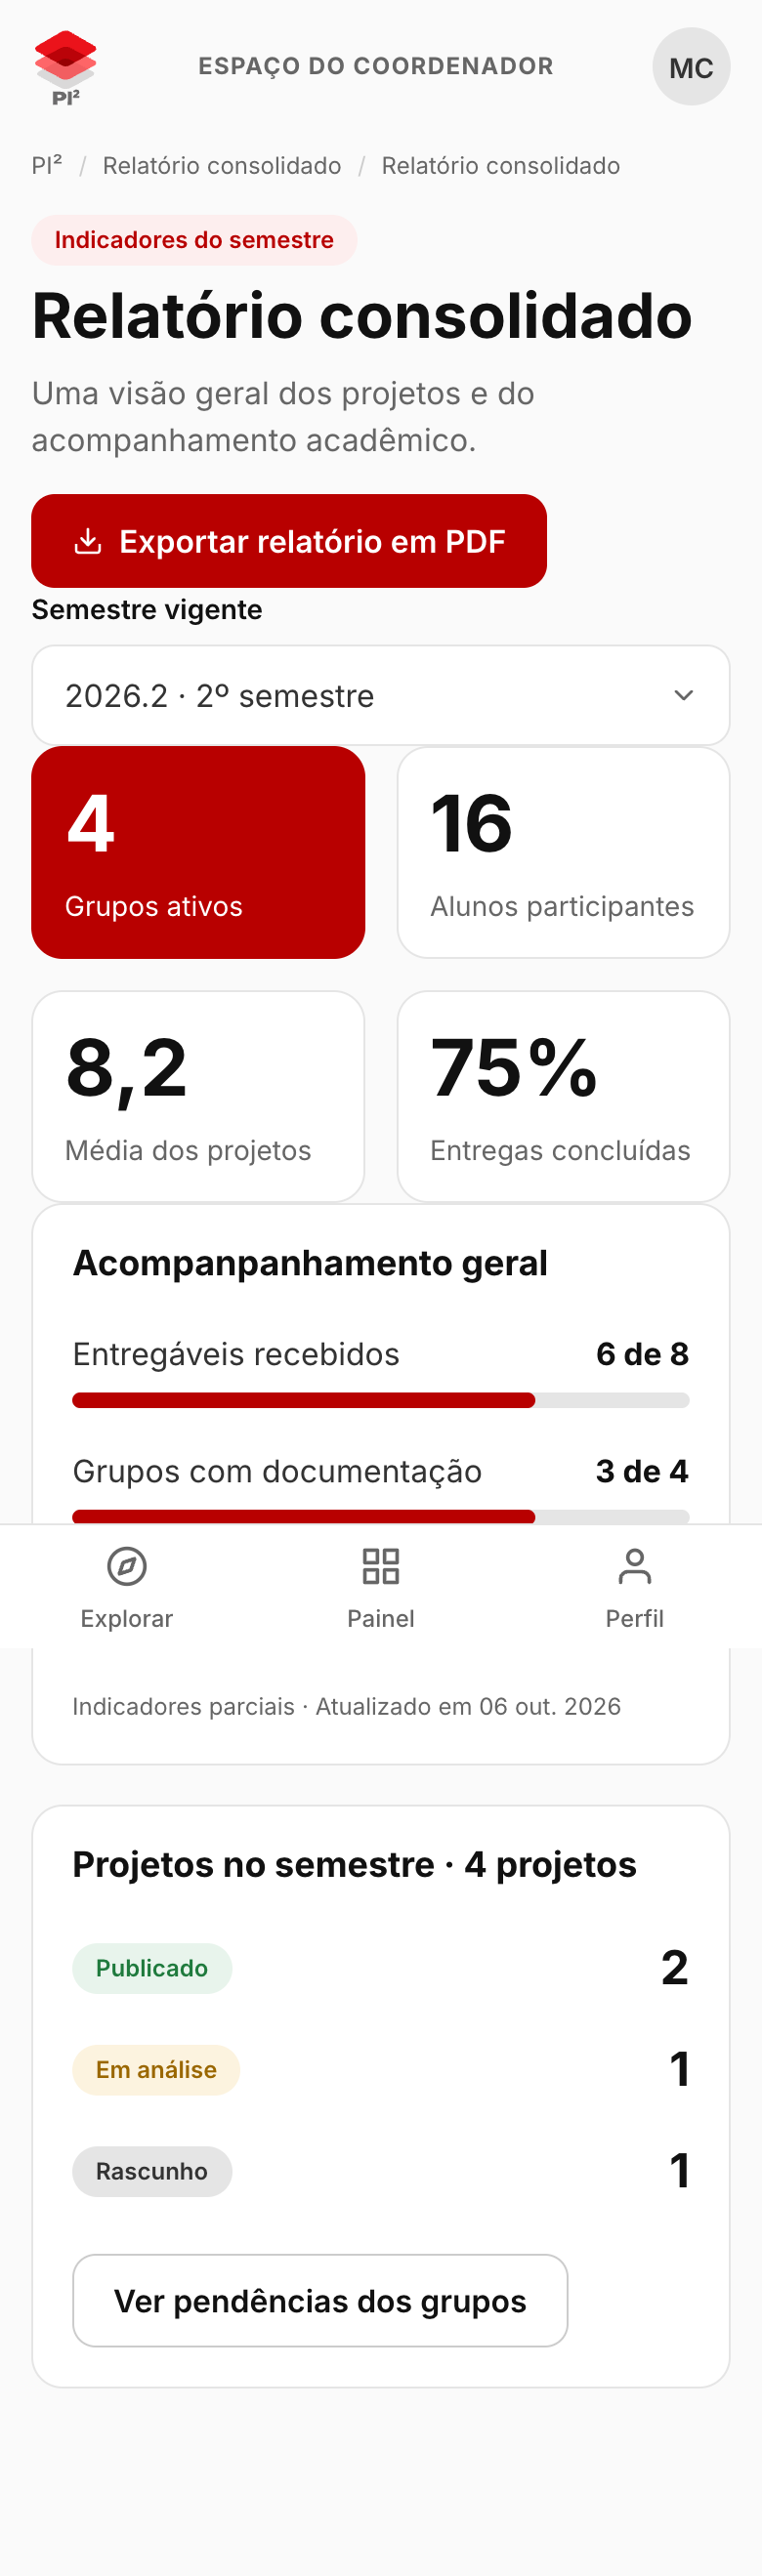 PI²
ESPAÇO DO COORDENADOR
MC
PI² / Relatório consolidado / Relatório consolidado
Indicadores do semestre
Relatório consolidado
Uma visão geral dos projetos e do
acompanhamento acadêmico.
Exportar relatório em PDF
Semestre vigente
2026.2 · 2º semestre
4
Grupos ativos
16
Alunos participantes
8,2
Média dos projetos
75%
Entregas concluídas
Acompanpanhamento geral
Entregáveis recebidos 6 de 8
Grupos com documentação 3 de 4
Explorar
Painel
Perfil
Indicadores parciais · Atualizado em 06 out. 2026
Projetos no semestre · 4 projetos
Publicado 2
Em análise 1
Rascunho 1
Ver pendências dos grupos